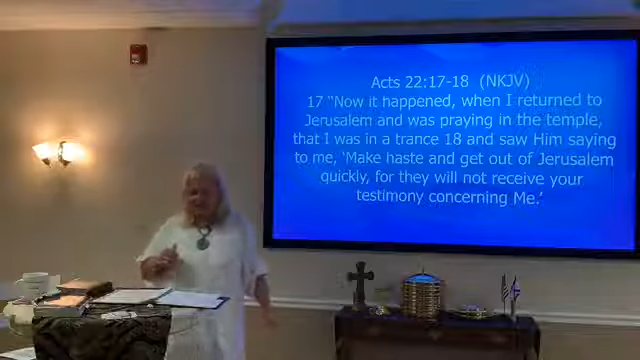 Acts 22:17-18 (NKJV)
17 “Now it happened, when I returned to
Jerusalem and was praying in the temple,
that I was in a trance 18 and saw Him saying
to me, ‘Make haste and get out of Jerusalem
quickly, for they will not receive your
testimony concerning Me.’